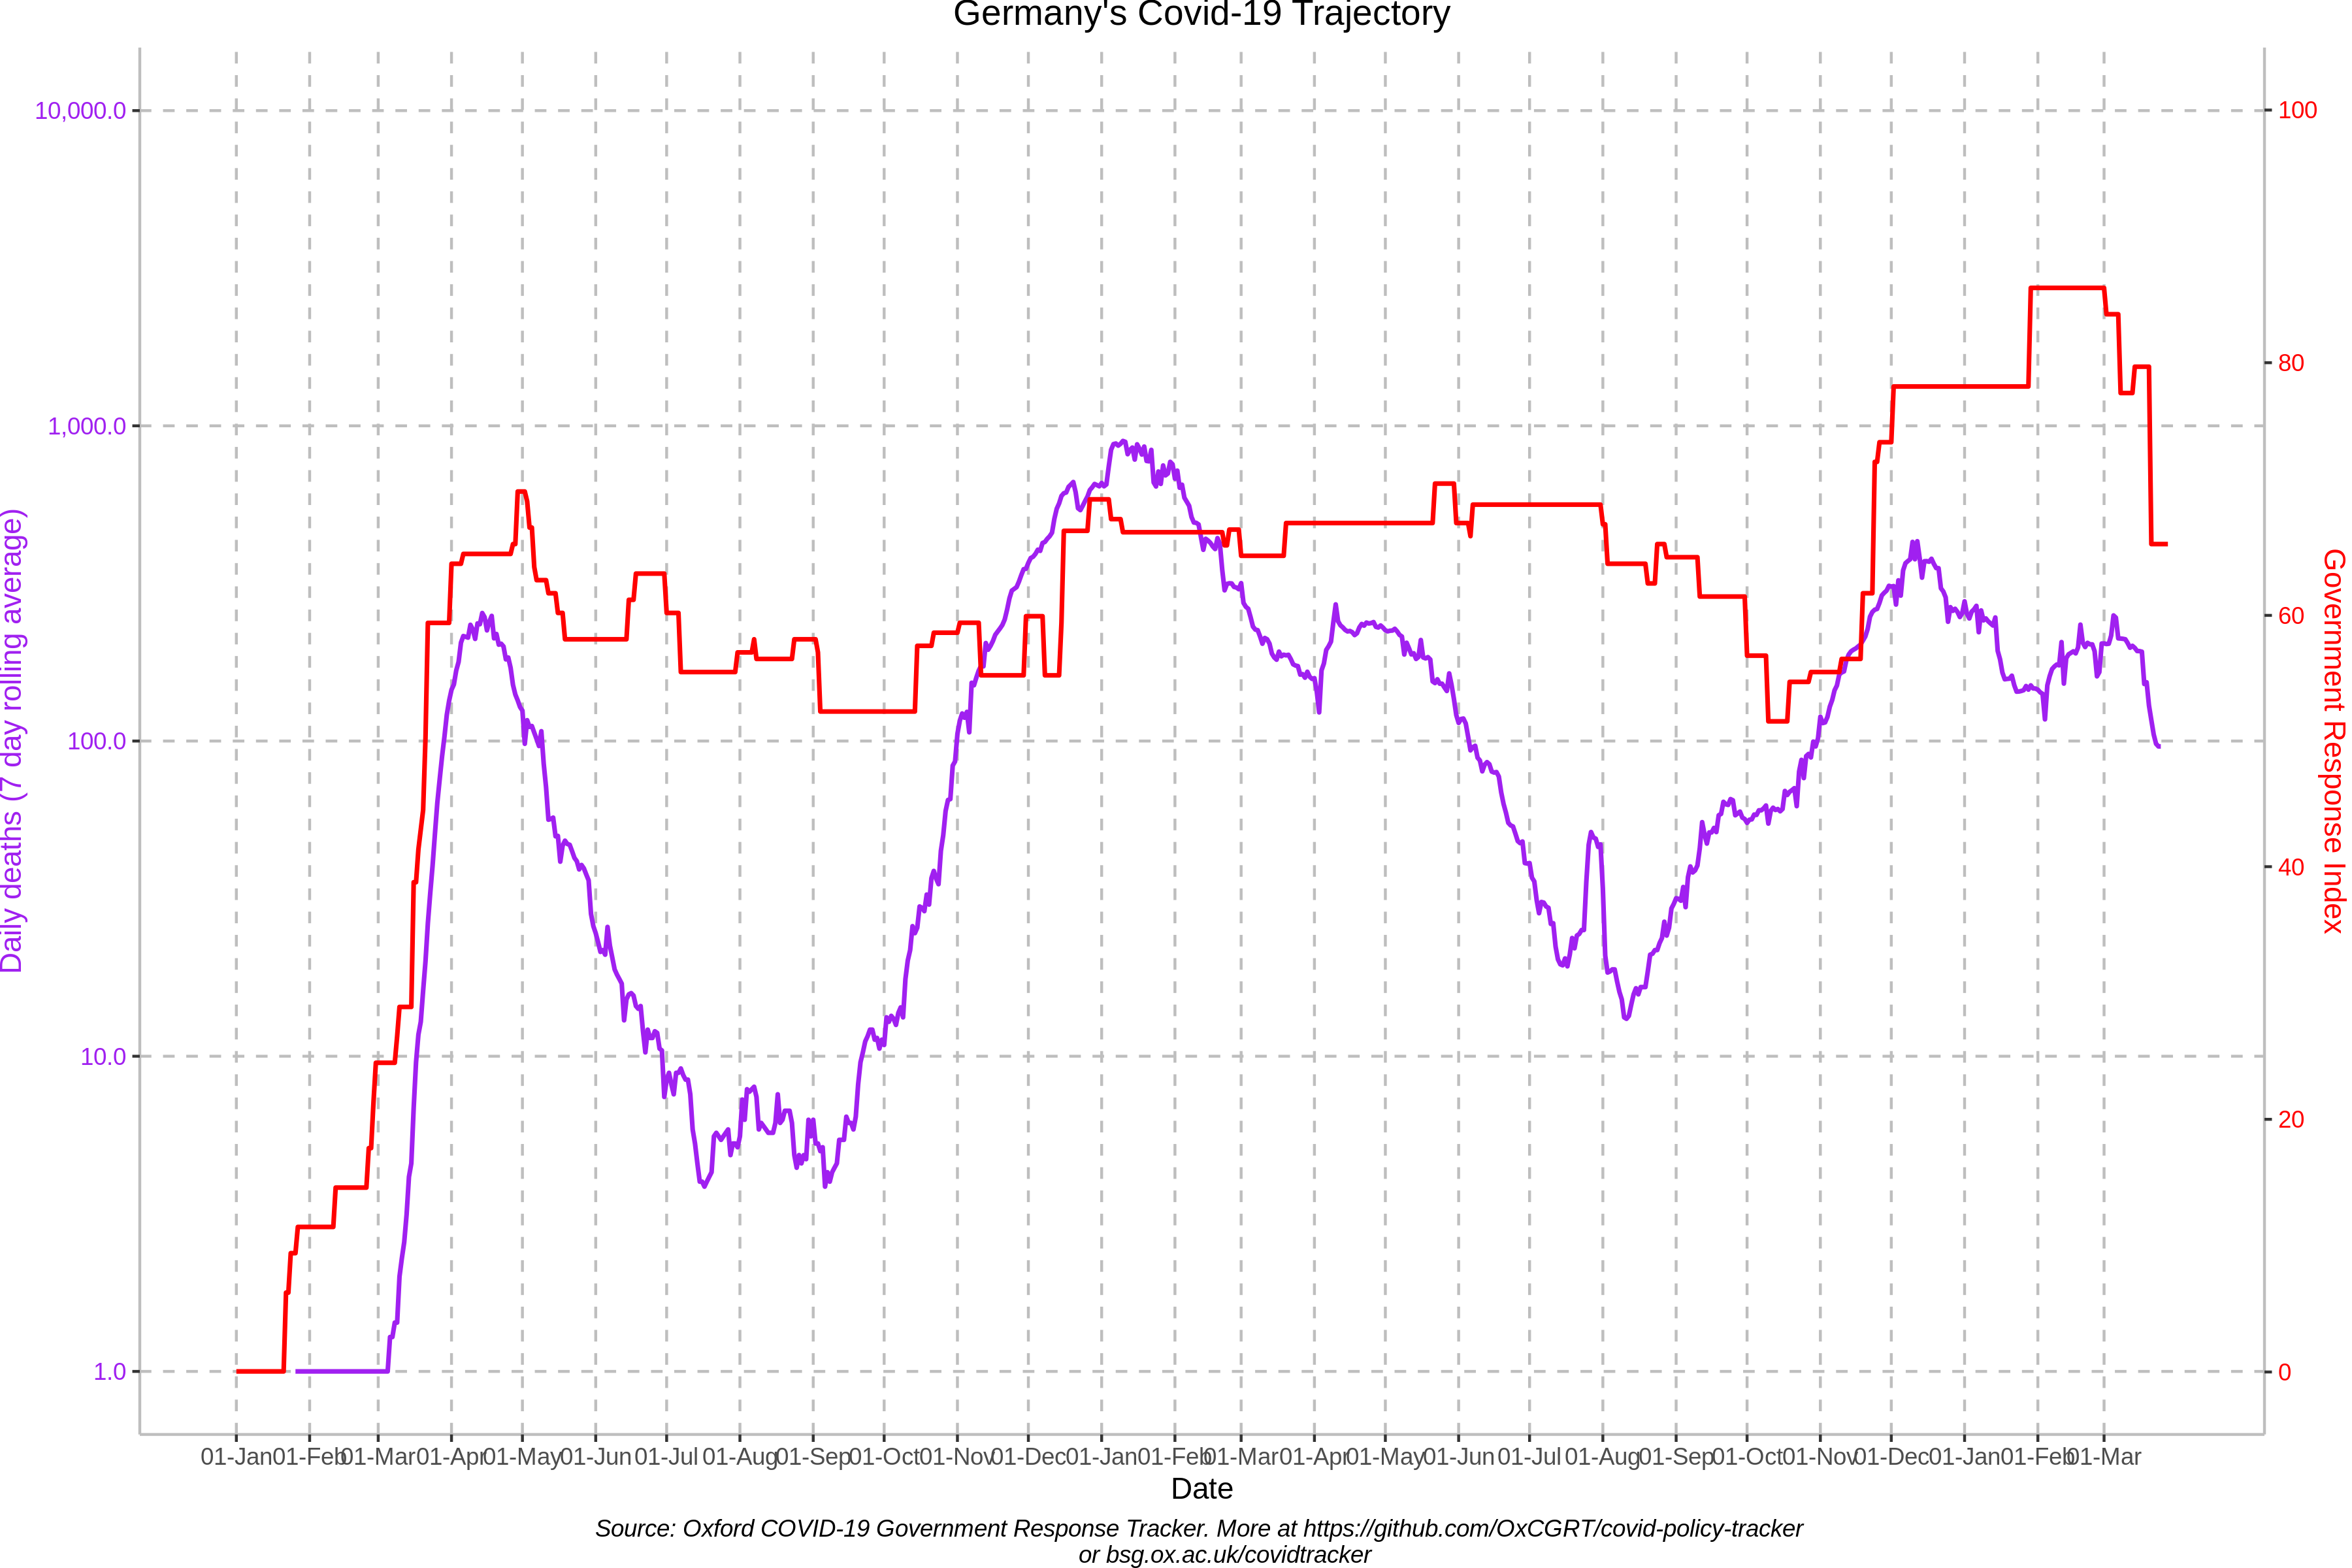 Germany's Covid-19 Trajectory
10,000.0
1,000.0
100.0
10.0
1.0
Daily deaths (7 day rolling average)
100
80
60
40
20
0
Government Response Index
01-Jan 01-Feb 01-Mar 01-Apr 01-May 01-Jun 01-Jul 01-Aug 01-Sep 01-Oct 01-Nov 01-Dec 01-Jan 01-Feb 01-Mar 01-Apr 01-May 01-Jun 01-Jul 01-Aug 01-Sep 01-Oct 01-Nov 01-Dec 01-Jan 01-Feb 01-Mar
Date
Source: Oxford COVID-19 Government Response Tracker. More at https://github.com/OxCGRT/covid-policy-tracker
or bsg.ox.ac.uk/covidtracker